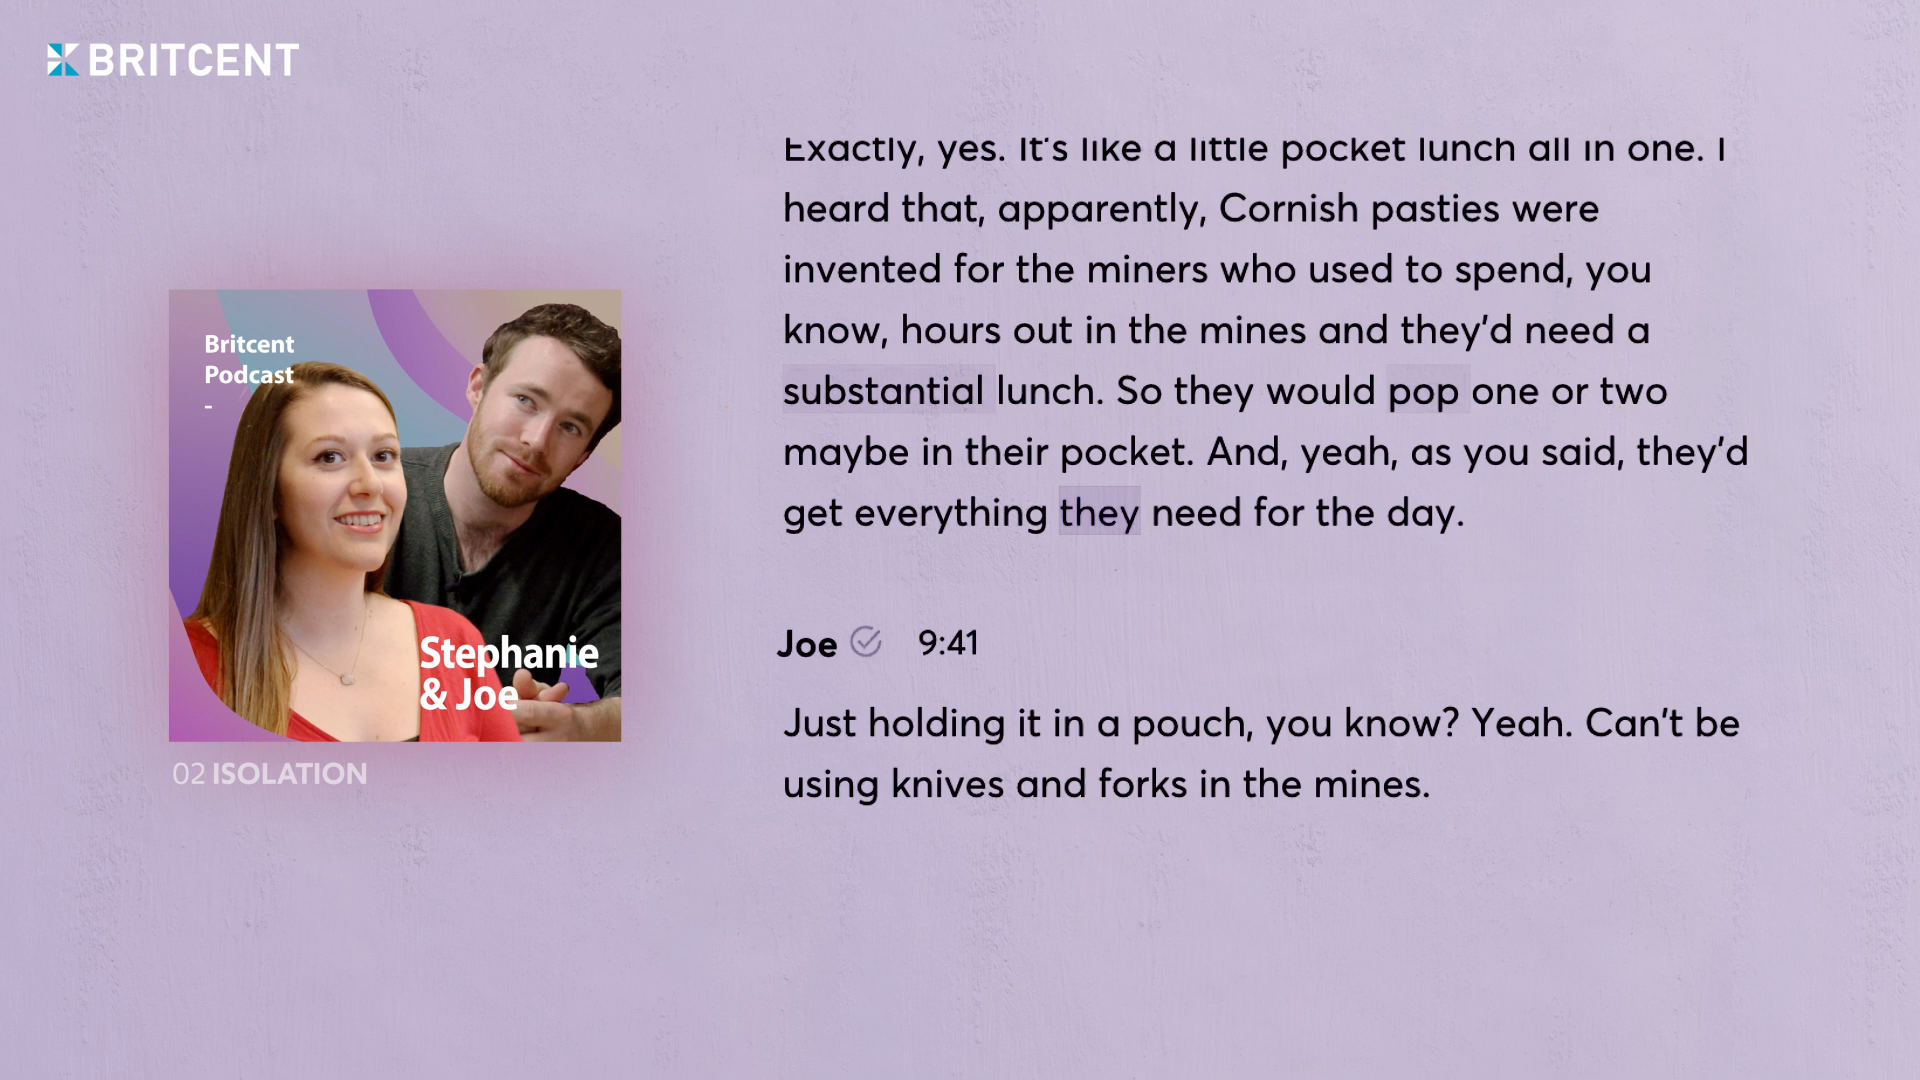 BRITCENT
Exactly, yes. It's like a little pocket lunch all in one. I
heard that, apparently, Cornish pasties were
invented for the miners who used to spend, you
know, hours out in the mines and they'd need a
substantial lunch. So they would pop one or two
maybe in their pocket. And, yeah, as you said, they'd
get everything they need for the day.
Joe 9:41
Just holding it in a pouch, you know? Yeah. Can't be
using knives and forks in the mines.
Britcent
Podcast
-
Stephanie
& Joe
02 ISOLATION